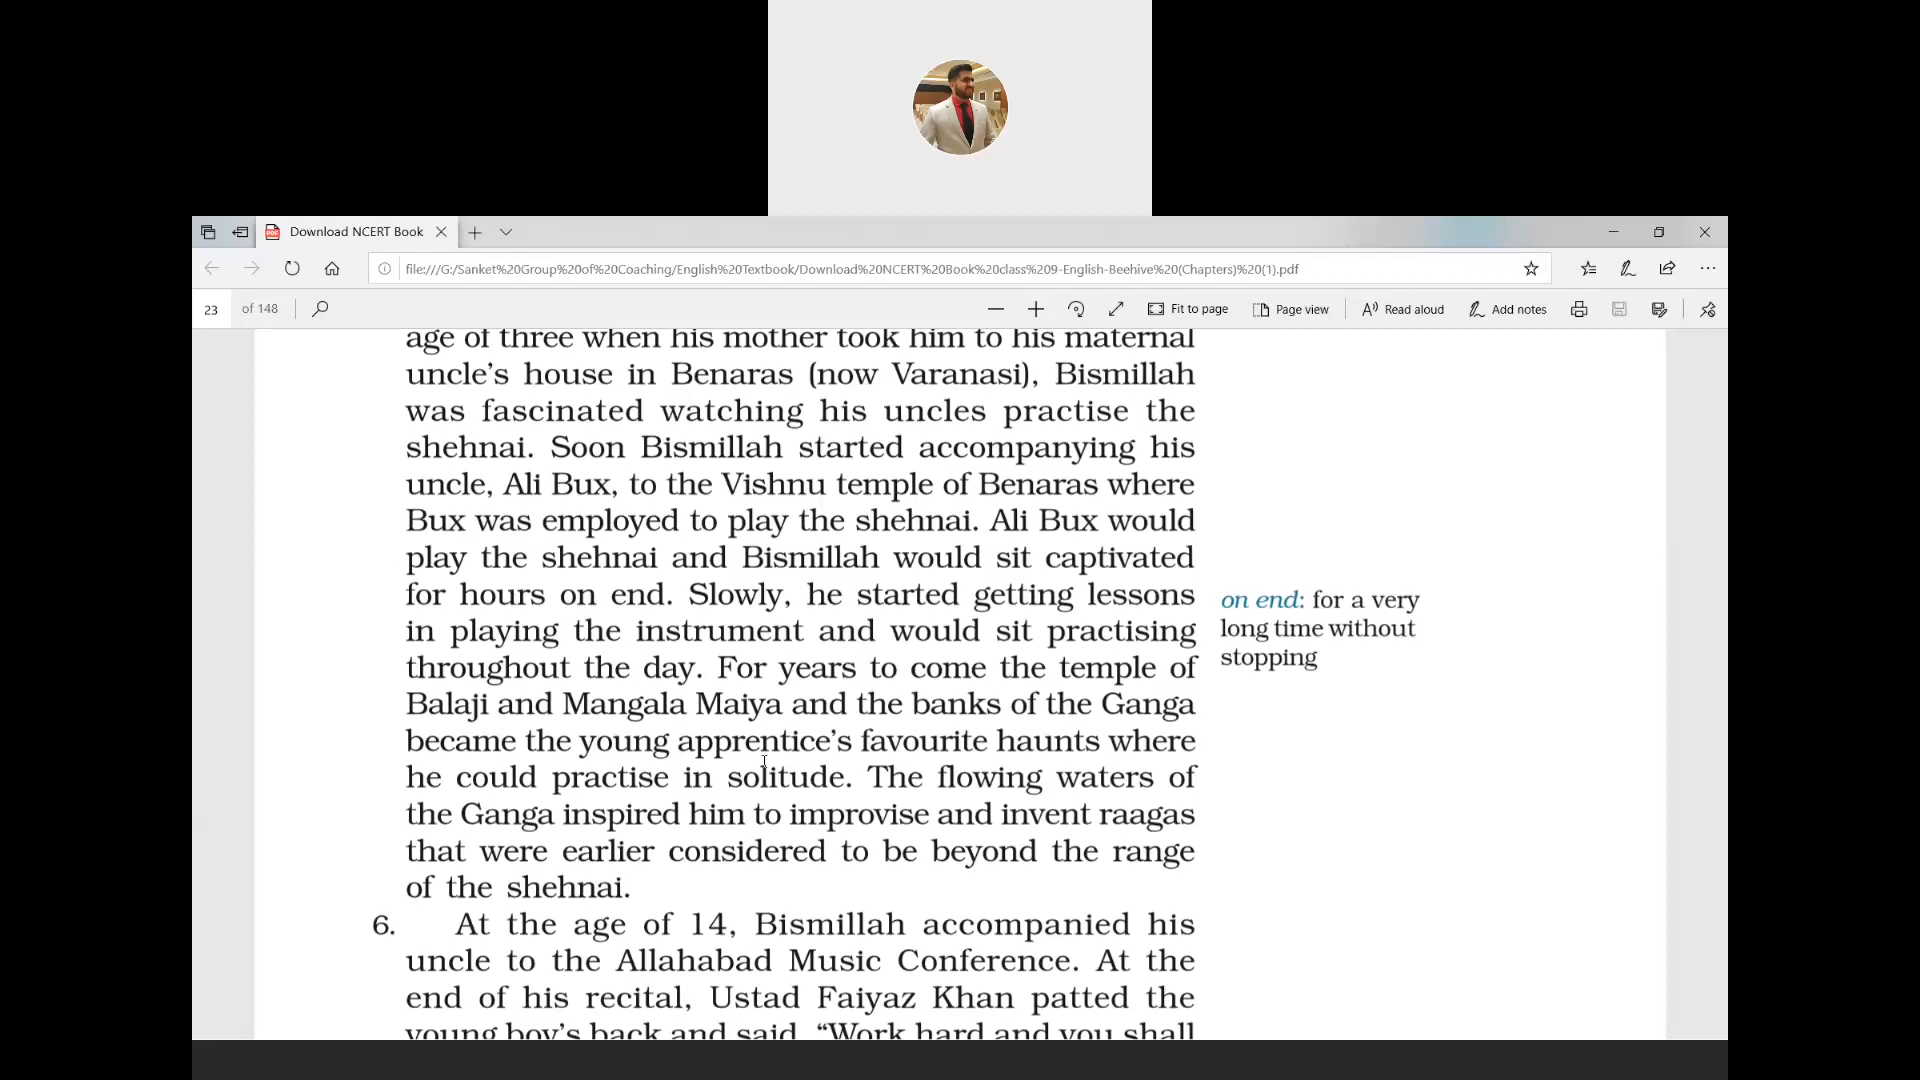 Download NCERT Book
file:///G:/Sanket%20Group%20of%20Coaching/English%20Textbook/Download%20NCERT%20Book%20class%209-English-Beehive%20(Chapters)%20(1).pdf
23 of 148 Fit to page Page view Read aloud Add notes
age of three when his mother took him to his maternal
uncle's house in Benaras (now Varanasi), Bismillah
was fascinated watching his uncles practise the
shehnai. Soon Bismillah started accompanying his
uncle, Ali Bux, to the Vishnu temple of Benaras where
Bux was employed to play the shehnai. Ali Bux would
play the shehnai and Bismillah would sit captivated
for hours on end. Slowly, he started getting lessons
in playing the instrument and would sit practising
throughout the day. For years to come the temple of
Balaji and Mangala Maiya and the banks of the Ganga
became the young apprentice's favourite haunts where
he could practise in solitude. The flowing waters of
the Ganga inspired him to improvise and invent raagas
that were earlier considered to be beyond the range
of the shehnai.
on end: for a very
long time without
stopping
6. At the age of 14, Bismillah accompanied his
uncle to the Allahabad Music Conference. At the
end of his recital, Ustad Faiyaz Khan patted the
young boy's back and said, “Work hard and you shall